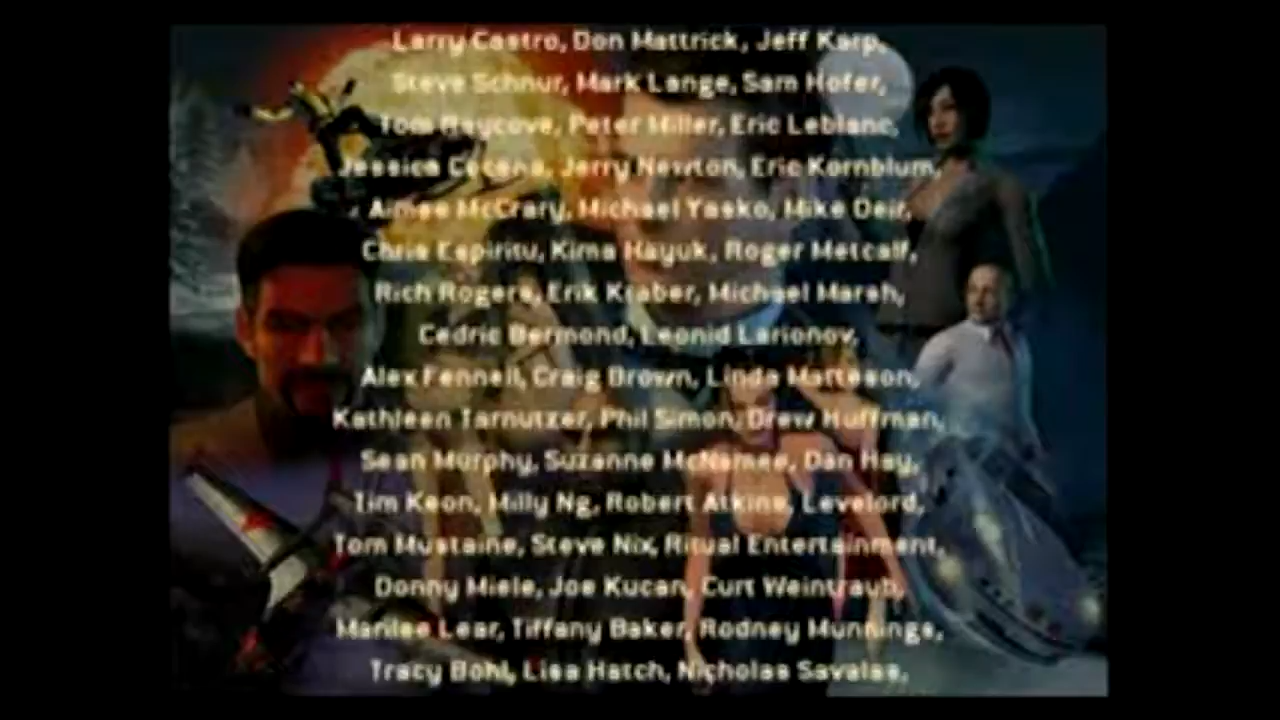 Larry Castro, Don Mattrick, Jeff Karp,
Steve Schnur, Mark Lange, Sam Hofer,
Tom Peter Miller, Eric Leblanc,
Jessica Jerry Newton, Eric Kornblum,
Aimee McCrary, Michael Yasko, Mike Deir,
Chris Espiritu, Kima Hayuk, Roger Metcalf,
Rich Rogers, Erik Kraber, Michael Marsh,
Cedric Bermond, Leonid Larionov,
Alex Fennell, Craig Brown, Linda Matteson,
Kathleen Tarnutzer, Phil Simon, Drew Huffman,
Sean Murphy, Suzanne McNamee, Dan Hay,
Tim Keon, Milly Ng, Robert Atkins, Levelord,
Tom Mustaine, Steve Nix, Ritual Entertainment,
Donny Miele, Joe Kucan, Curt Weintraub,
Marilee Lear, Tiffany Baker, Rodney Munnings,
Tracy Bohl, Lisa Hatch, Nicholas Savalas,